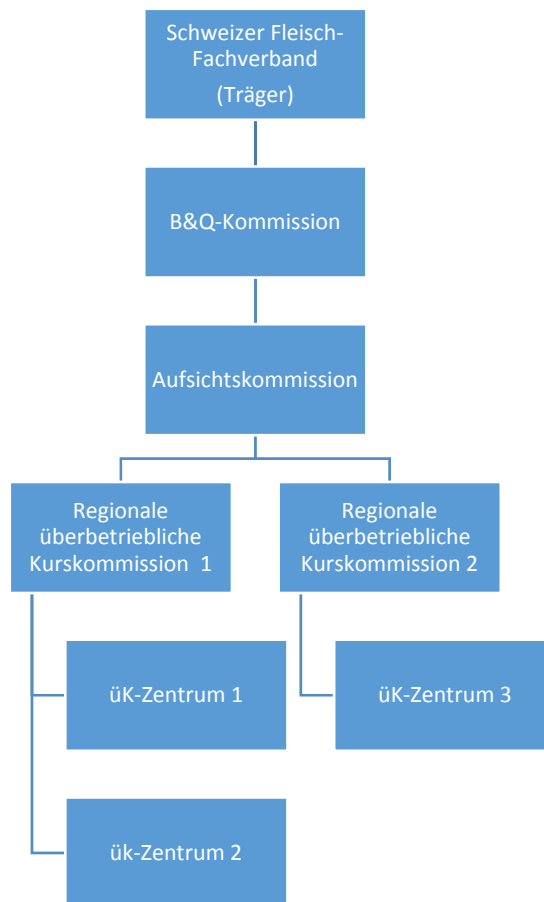 Schweizer Fleisch-
Fachverband
(Träger)
B&Q-Kommission
Aufsichtskommission
Regionale
überbetriebliche
Kurskommission 1
Regionale
überbetriebliche
Kurskommission 2
üK-Zentrum 1
üK-Zentrum 3
ük-Zentrum 2